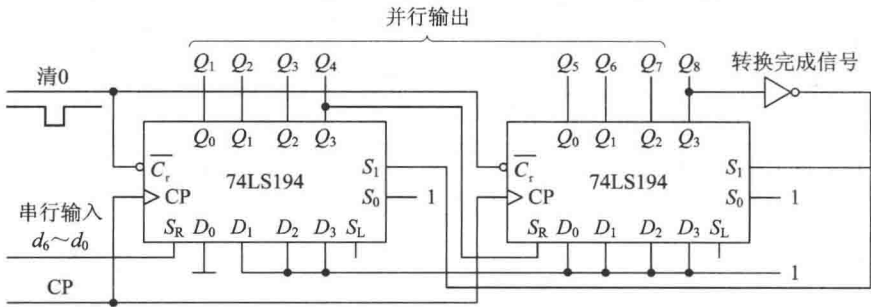 并行输出
Q1 Q2 Q3 Q4 Q5 Q6 Q7 Q8 转换完成信号
清0
Q0 Q1 Q2 Q3 Q0 Q1 Q2 Q3
C̅r S1 C̅r S1
74LS194 74LS194
CP S0 1 CP S0 1
串行输入 SR D0 D1 D2 D3 SL SR D0 D1 D2 D3 SL
d6~d0
1
CP